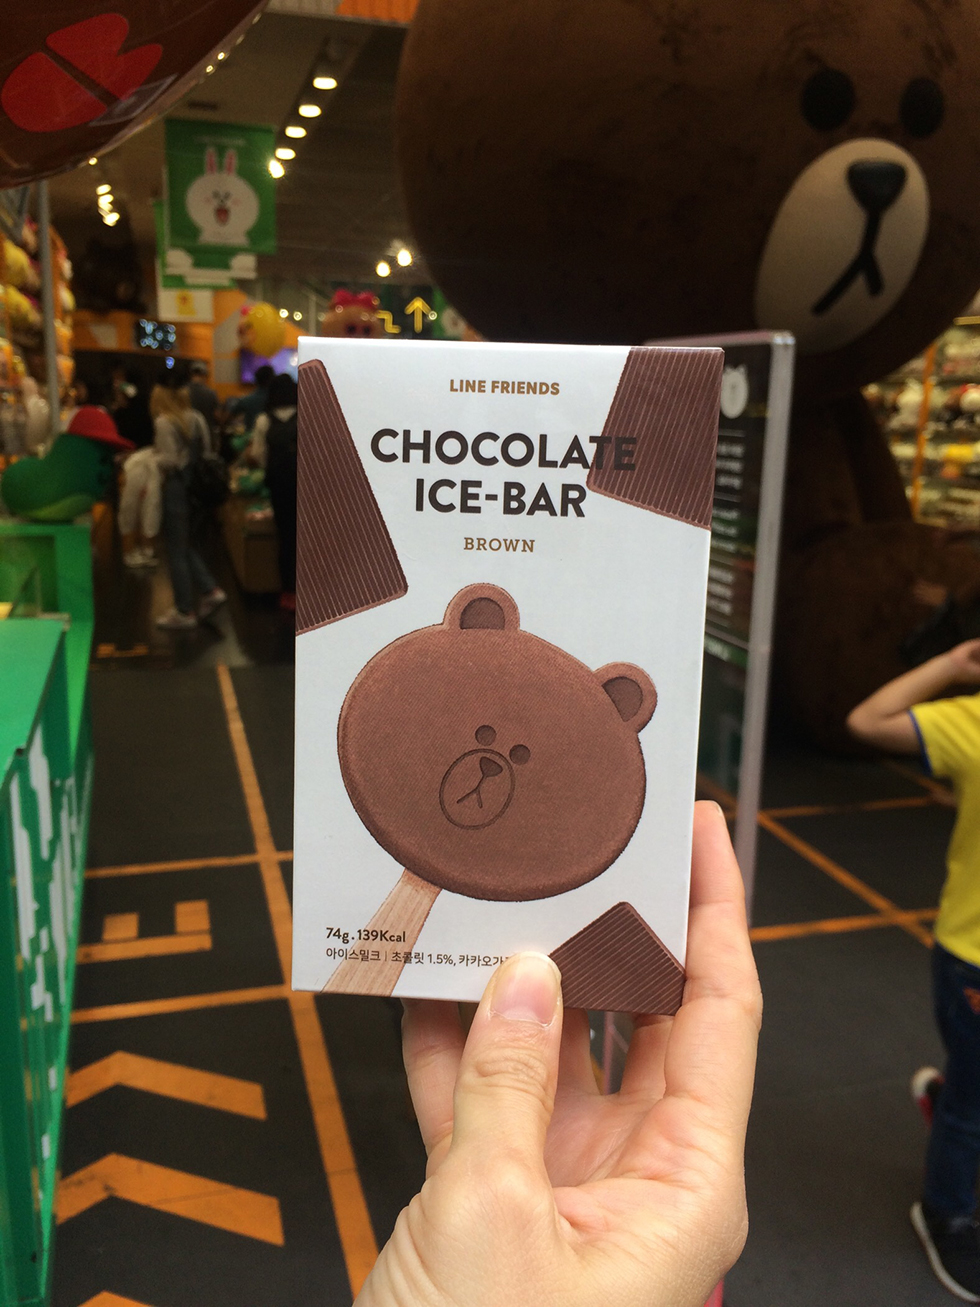 LINE FRIENDS
CHOCOLATE
ICE-BAR
BROWN
74g.139Kcal
아이스밀크 | 초콜릿 1.5%, 카카오가